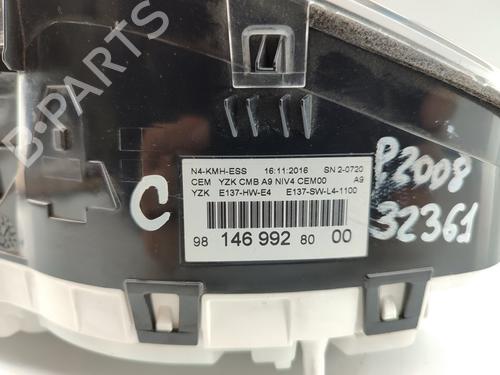 N4-KMH-ESS 16:11:2016 SN 2-0720
CEM YZK CMB A9 NIV4 CEM00 A9
YZK E137-HW-E4 E137-SW-L4-1100
98 146 992 80 00
C
P2008
32361
B-Parts